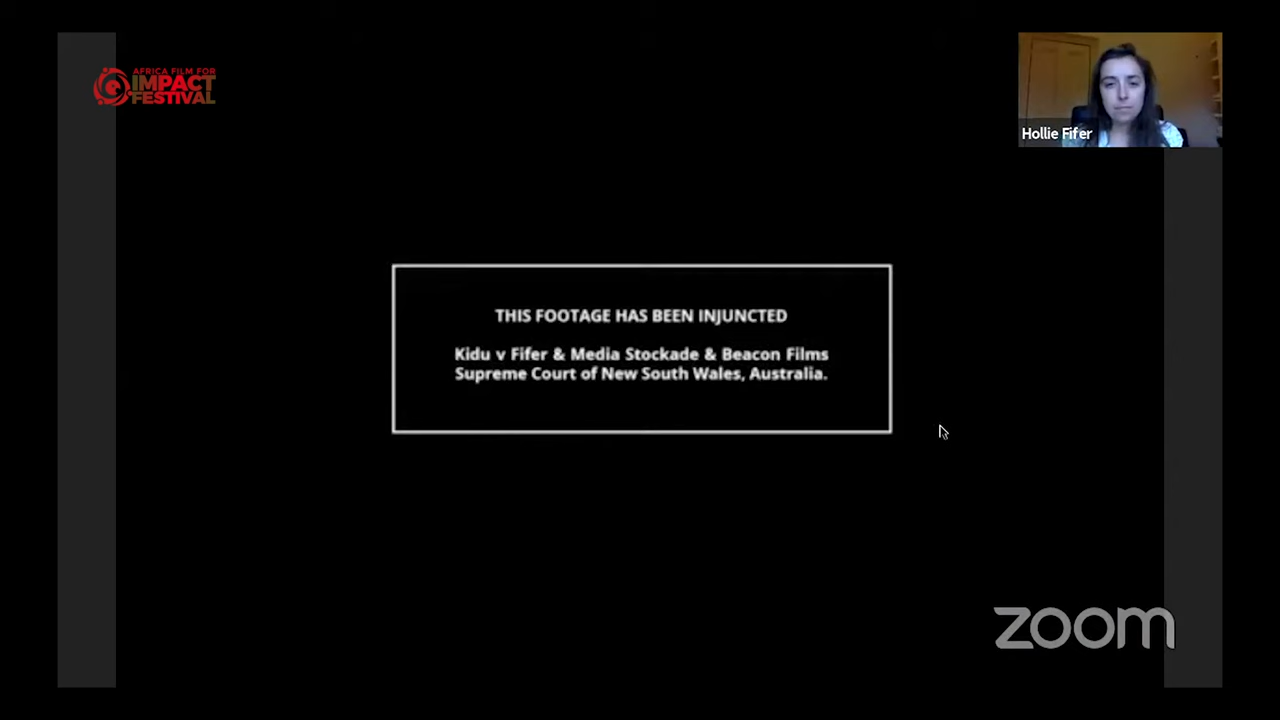 AFRICA FILM FOR
IMPACT
FESTIVAL
Hollie Fifer
THIS FOOTAGE HAS BEEN INJUNCTED
Kidu v Fifer & Media Stockade & Beacon Films
Supreme Court of New South Wales, Australia.
zoom